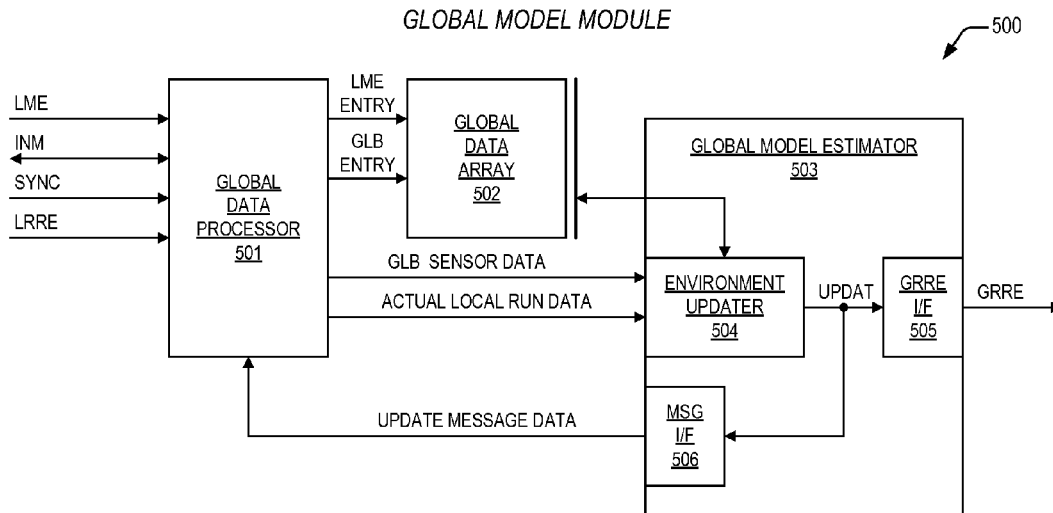 GLOBAL MODEL MODULE
500
LME
INM
SYNC
LRRE
GLOBAL
DATA
PROCESSOR
501
LME
ENTRY
GLB
ENTRY
GLOBAL
DATA
ARRAY
502
GLOBAL MODEL ESTIMATOR
503
GLB SENSOR DATA
ACTUAL LOCAL RUN DATA
ENVIRONMENT
UPDATER
504
UPDAT
GRRE
I/F
505
GRRE
UPDATE MESSAGE DATA
MSG
I/F
506